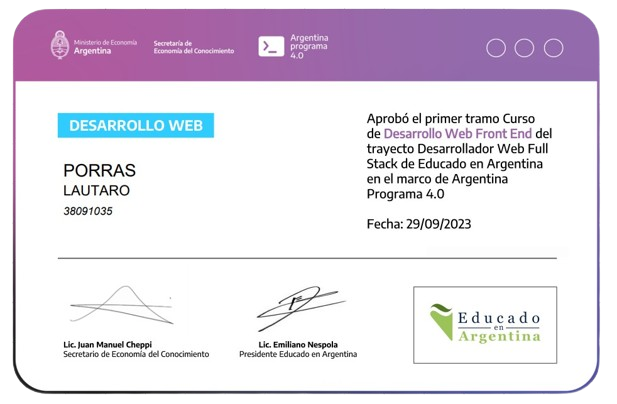 Ministerio de Economía
Argentina
Secretaría de
Economía del Conocimiento
Argentina
programa
4.0
DESARROLLO WEB
PORRAS
LAUTARO
38091035
Aprobó el primer tramo Curso
de Desarrollo Web Front End del
trayecto Desarrollador Web Full
Stack de Educado en Argentina
en el marco de Argentina
Programa 4.0
Fecha: 29/09/2023
Lic. Juan Manuel Cheppi
Secretario de Economía del Conocimiento
Lic. Emiliano Nespola
Presidente Educado en Argentina
Educado
en
Argentina